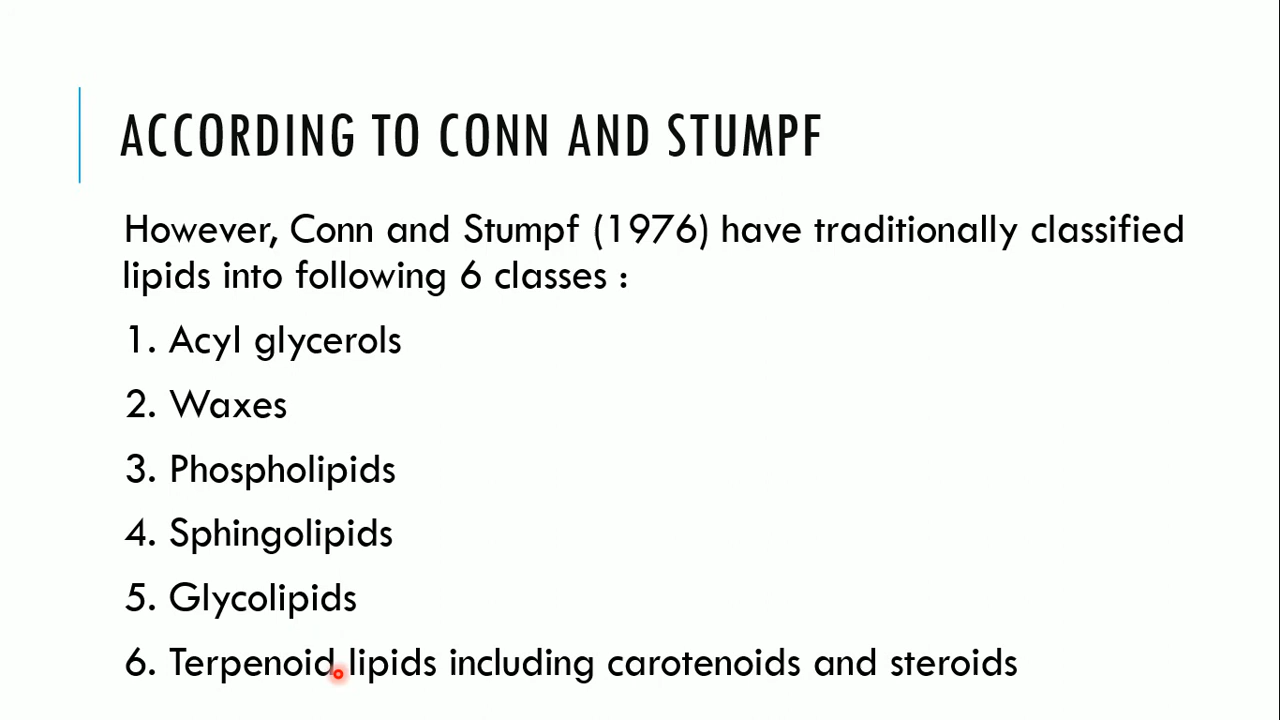 ACCORDING TO CONN AND STUMPF
However, Conn and Stumpf (1976) have traditionally classified
lipids into following 6 classes :
1. Acyl glycerols
2. Waxes
3. Phospholipids
4. Sphingolipids
5. Glycolipids
6. Terpenoid lipids including carotenoids and steroids